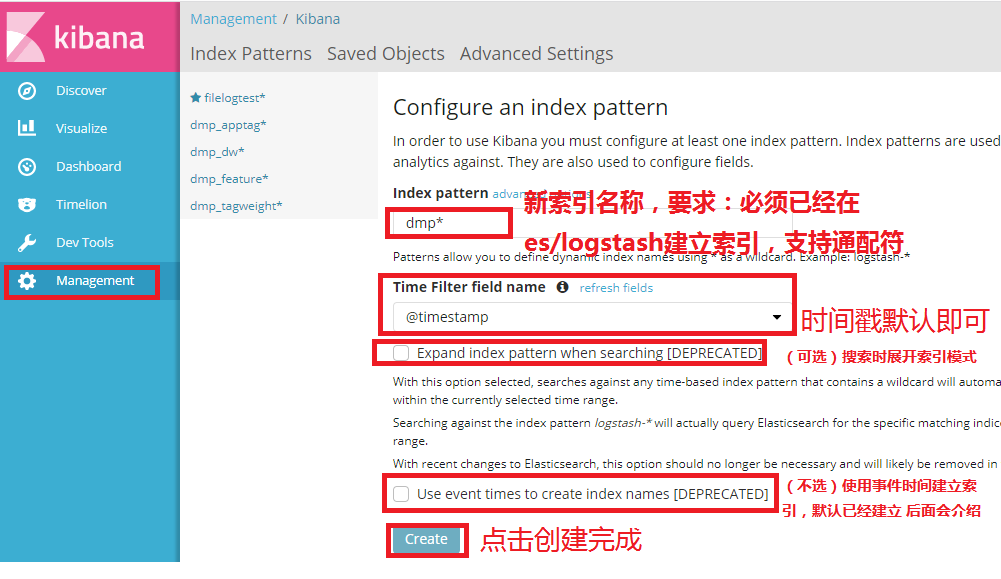 kibana
Management / Kibana
Index Patterns Saved Objects Advanced Settings
Discover
Visualize
Dashboard
Timelion
Dev Tools
Management
filelogtest*
dmp_apptag*
dmp_dw*
dmp_feature*
dmp_tagweight*
Configure an index pattern
In order to use Kibana you must configure at least one index pattern. Index patterns are used
analytics against. They are also used to configure fields.
Index pattern
新索引名称，要求：必须已经在
dmp*
es/logstash建立索引，支持通配符
Patterns allow you to define dynamic index names using * as a wildcard. Example: logstash-*
Time Filter field name refresh fields
@timestamp
时间戳默认即可
Expand index pattern when searching [DEPRECATED]
（可选）搜索时展开索引模式
With this option selected, searches against any time-based index pattern that contains a wildcard will automa
within the currently selected time range.
Searching against the index pattern logstash-* will actually query Elasticsearch for the specific matching indice
range.
With recent changes to Elasticsearch, this option should no longer be necessary and will likely be removed in
Use event times to create index names [DEPRECATED]
（不选）使用事件时间建立索
引，默认已经建立 后面会介绍
Create
点击创建完成